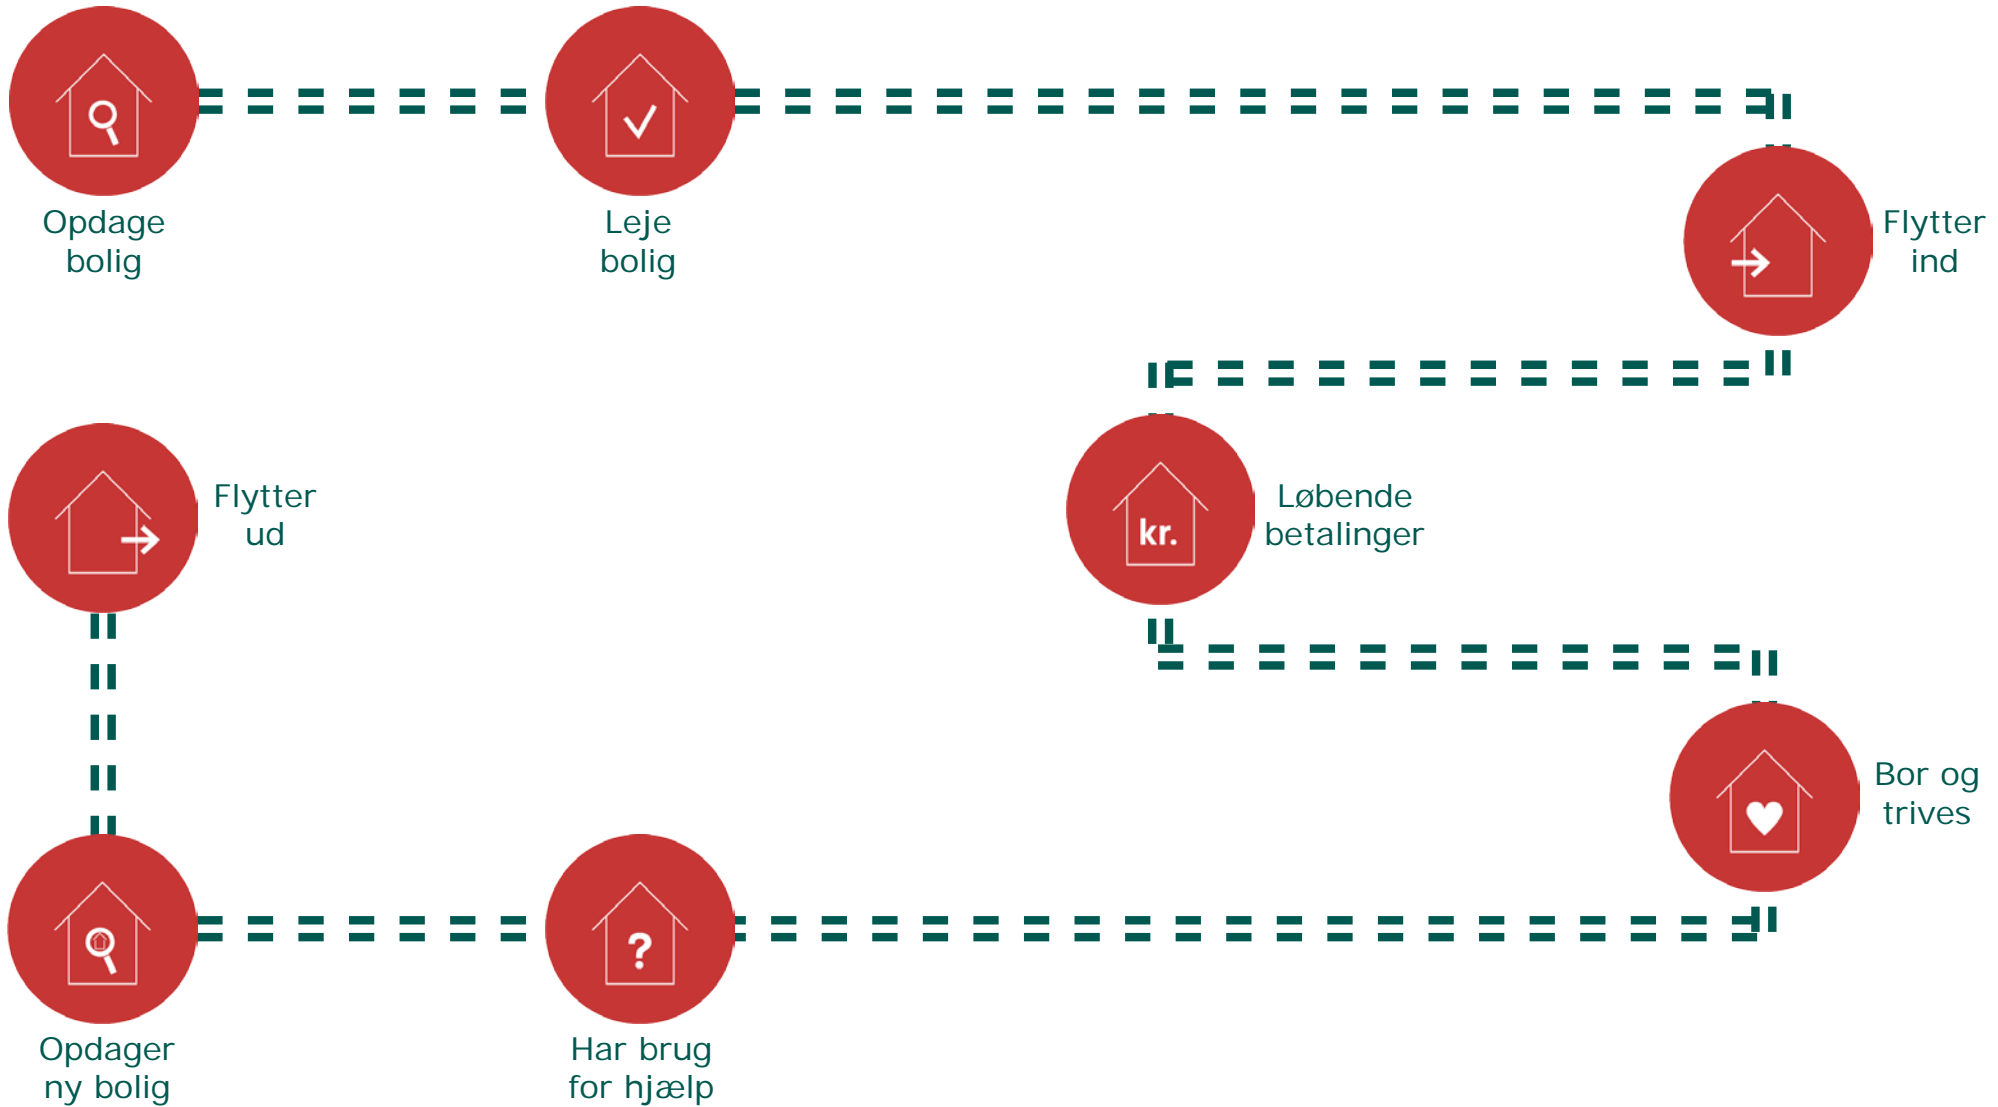 Opdage
bolig
Leje
bolig
Flytter
ind
kr.
Løbende
betalinger
Bor og
trives
?
Har brug
for hjælp
Opdager
ny bolig
Flytter
ud